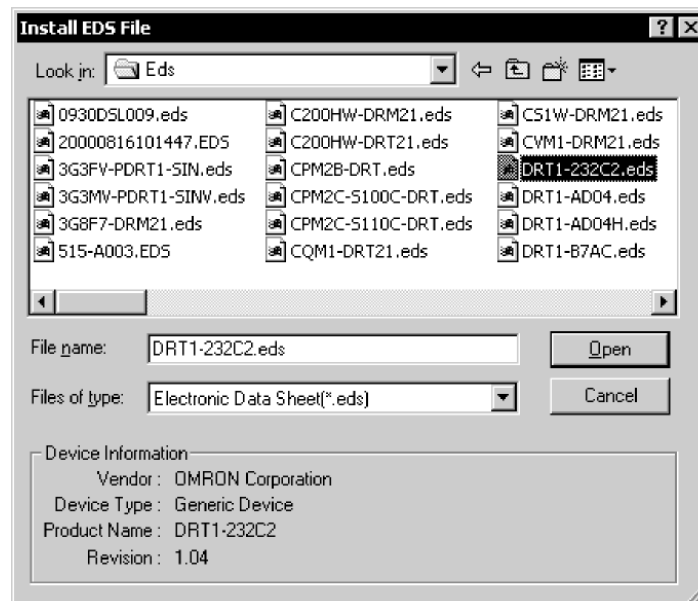 Install EDS File
Look in: Eds
0930DSL009.eds
20000816101447.EDS
3G3FV-PDRT1-SIN.eds
3G3MV-PDRT1-SINV.eds
3G8F7-DRM21.eds
515-A003.EDS
C200HW-DRM21.eds
C200HW-DRT21.eds
CPM2B-DRT.eds
CPM2C-S100C-DRT.eds
CPM2C-S110C-DRT.eds
CQM1-DRT21.eds
CS1W-DRM21.eds
CVM1-DRM21.eds
DRT1-232C2.eds
DRT1-AD04.eds
DRT1-AD04H.eds
DRT1-B7AC.eds
File name: DRT1-232C2.eds Open
Files of type: Electronic Data Sheet(*.eds) Cancel
Device Information
Vendor : OMRON Corporation
Device Type : Generic Device
Product Name : DRT1-232C2
Revision : 1.04